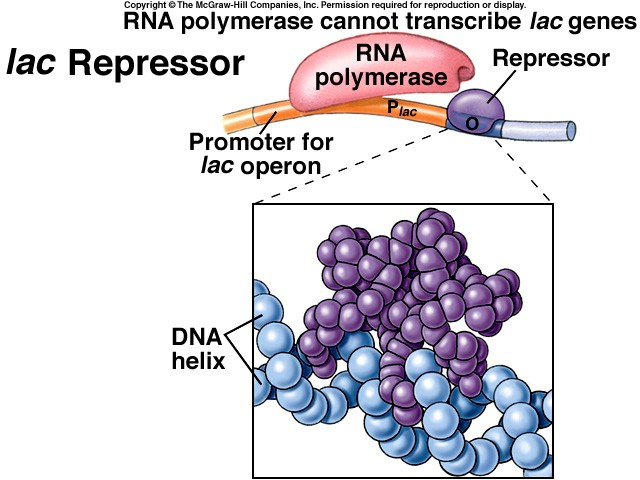 Copyright © The McGraw-Hill Companies, Inc. Permission required for reproduction or display.
RNA polymerase cannot transcribe lac genes
lac Repressor
RNA
polymerase
Repressor
Plac
O
Promoter for
lac operon
DNA
helix